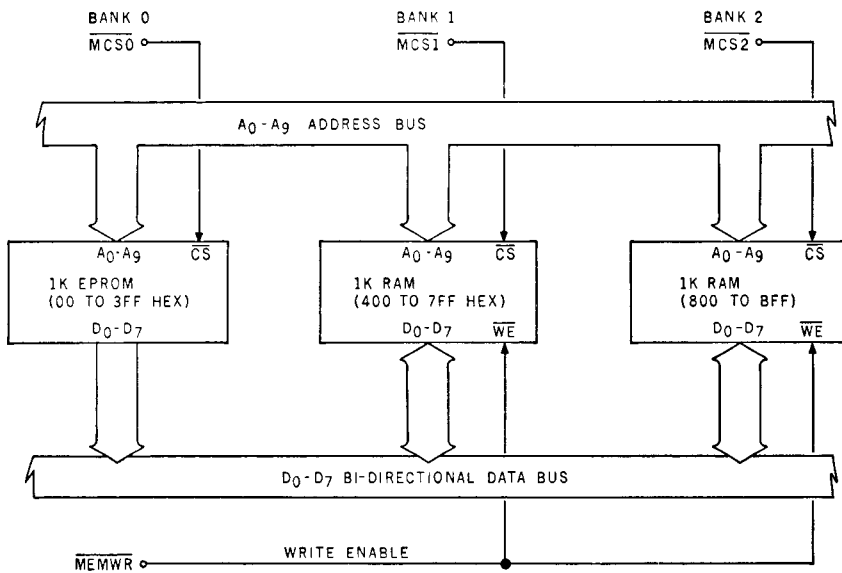 BANK 0
MCS0
BANK 1
MCS1
BANK 2
MCS2
A0-A9 ADDRESS BUS
A0-A9 CS
1K EPROM
(00 TO 3FF HEX)
D0-D7
A0-A9 CS
1K RAM
(400 TO 7FF HEX)
D0-D7 WE
A0-A9 CS
1K RAM
(800 TO BFF)
D0-D7 WE
D0-D7 BI-DIRECTIONAL DATA BUS
MEMWR
WRITE ENABLE